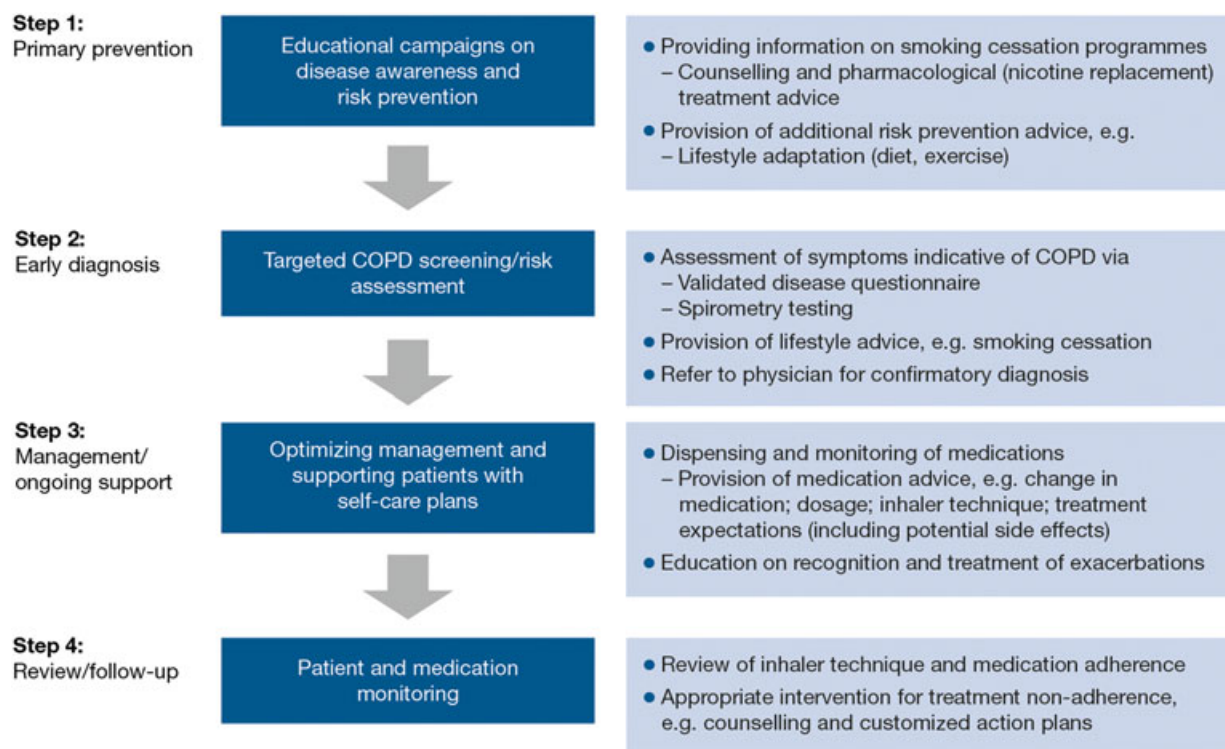 Step 1:
Primary prevention
Educational campaigns on
disease awareness and
risk prevention
● Providing information on smoking cessation programmes
– Counselling and pharmacological (nicotine replacement)
treatment advice
● Provision of additional risk prevention advice, e.g.
– Lifestyle adaptation (diet, exercise)
Step 2:
Early diagnosis
Targeted COPD screening/risk
assessment
● Assessment of symptoms indicative of COPD via
– Validated disease questionnaire
– Spirometry testing
● Provision of lifestyle advice, e.g. smoking cessation
● Refer to physician for confirmatory diagnosis
Step 3:
Management/
ongoing support
Optimizing management and
supporting patients with
self-care plans
● Dispensing and monitoring of medications
– Provision of medication advice, e.g. change in
medication; dosage; inhaler technique; treatment
expectations (including potential side effects)
● Education on recognition and treatment of exacerbations
Step 4:
Review/follow-up
Patient and medication
monitoring
● Review of inhaler technique and medication adherence
● Appropriate intervention for treatment non-adherence,
e.g. counselling and customized action plans